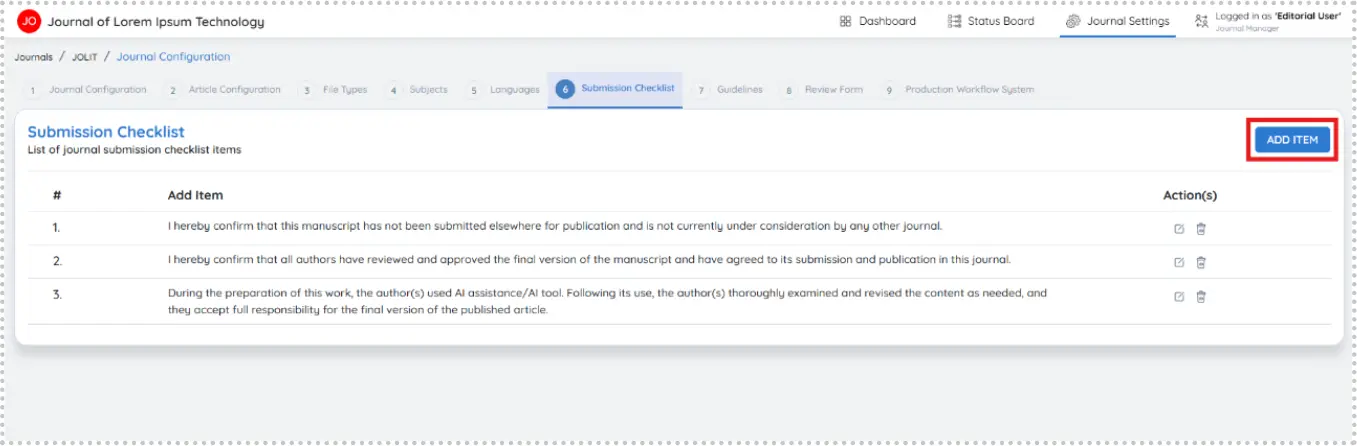 JO Journal of Lorem Ipsum Technology
Dashboard Status Board Journal Settings Logged in as 'Editorial User'
Journal Manager
Journals / JOLIT / Journal Configuration
1 Journal Configuration 2 Article Configuration 3 File Types 4 Subjects 5 Languages 6 Submission Checklist 7 Guidelines 8 Review Form 9 Production Workflow System
Submission Checklist
List of journal submission checklist items
ADD ITEM
# Add Item Action(s)
1. I hereby confirm that this manuscript has not been submitted elsewhere for publication and is not currently under consideration by any other journal.
2. I hereby confirm that all authors have reviewed and approved the final version of the manuscript and have agreed to its submission and publication in this journal.
3. During the preparation of this work, the author(s) used AI assistance/AI tool. Following its use, the author(s) thoroughly examined and revised the content as needed, and
they accept full responsibility for the final version of the published article.